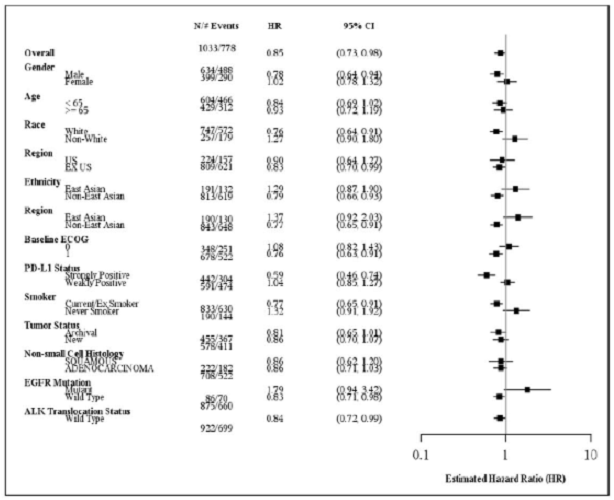 N/# Events HR 95% CI
Overall 1033/778 0.85 (0.73, 0.98)
Gender
Male 634/488 0.78 (0.64, 0.94)
Female 399/290 1.02 (0.78, 1.32)
Age
< 65 604/466 0.84 (0.69, 1.02)
>= 65 429/312 0.93 (0.72, 1.19)
Race
White 747/572 0.76 (0.64, 0.91)
Non-White 257/179 1.27 (0.90, 1.80)
Region
US 224/157 0.90 (0.64, 1.27)
EX US 809/621 0.83 (0.70, 0.99)
Ethnicity
East Asian 191/132 1.29 (0.87, 1.90)
Non-East Asian 813/619 0.79 (0.66, 0.93)
Region
East Asian 190/130 1.37 (0.92, 2.03)
Non-East Asian 843/648 0.77 (0.65, 0.91)
Baseline ECOG
0 348/251 1.08 (0.82, 1.43)
1 678/522 0.76 (0.63, 0.91)
PD-L1 Status
Strongly Positive 442/304 0.59 (0.46, 0.74)
Weakly Positive 591/474 1.04 (0.85, 1.27)
Smoker
Current/Ex Smoker 833/630 0.77 (0.65, 0.91)
Never Smoker 190/144 1.32 (0.91, 1.92)
Tumor Status
Archival 455/367 0.81 (0.65, 1.01)
New 578/411 0.86 (0.70, 1.07)
Non-small Cell Histology
SQUAMOUS 222/182 0.86 (0.62, 1.20)
ADENOCARCINOMA 708/522 0.86 (0.71, 1.03)
EGFR Mutation
Mutant 86/70 1.79 (0.94, 3.42)
Wild Type 875/660 0.83 (0.71, 0.98)
ALK Translocation Status
Wild Type 922/699 0.84 (0.72, 0.99)
0.1 1 10
Estimated Hazard Ratio (HR)